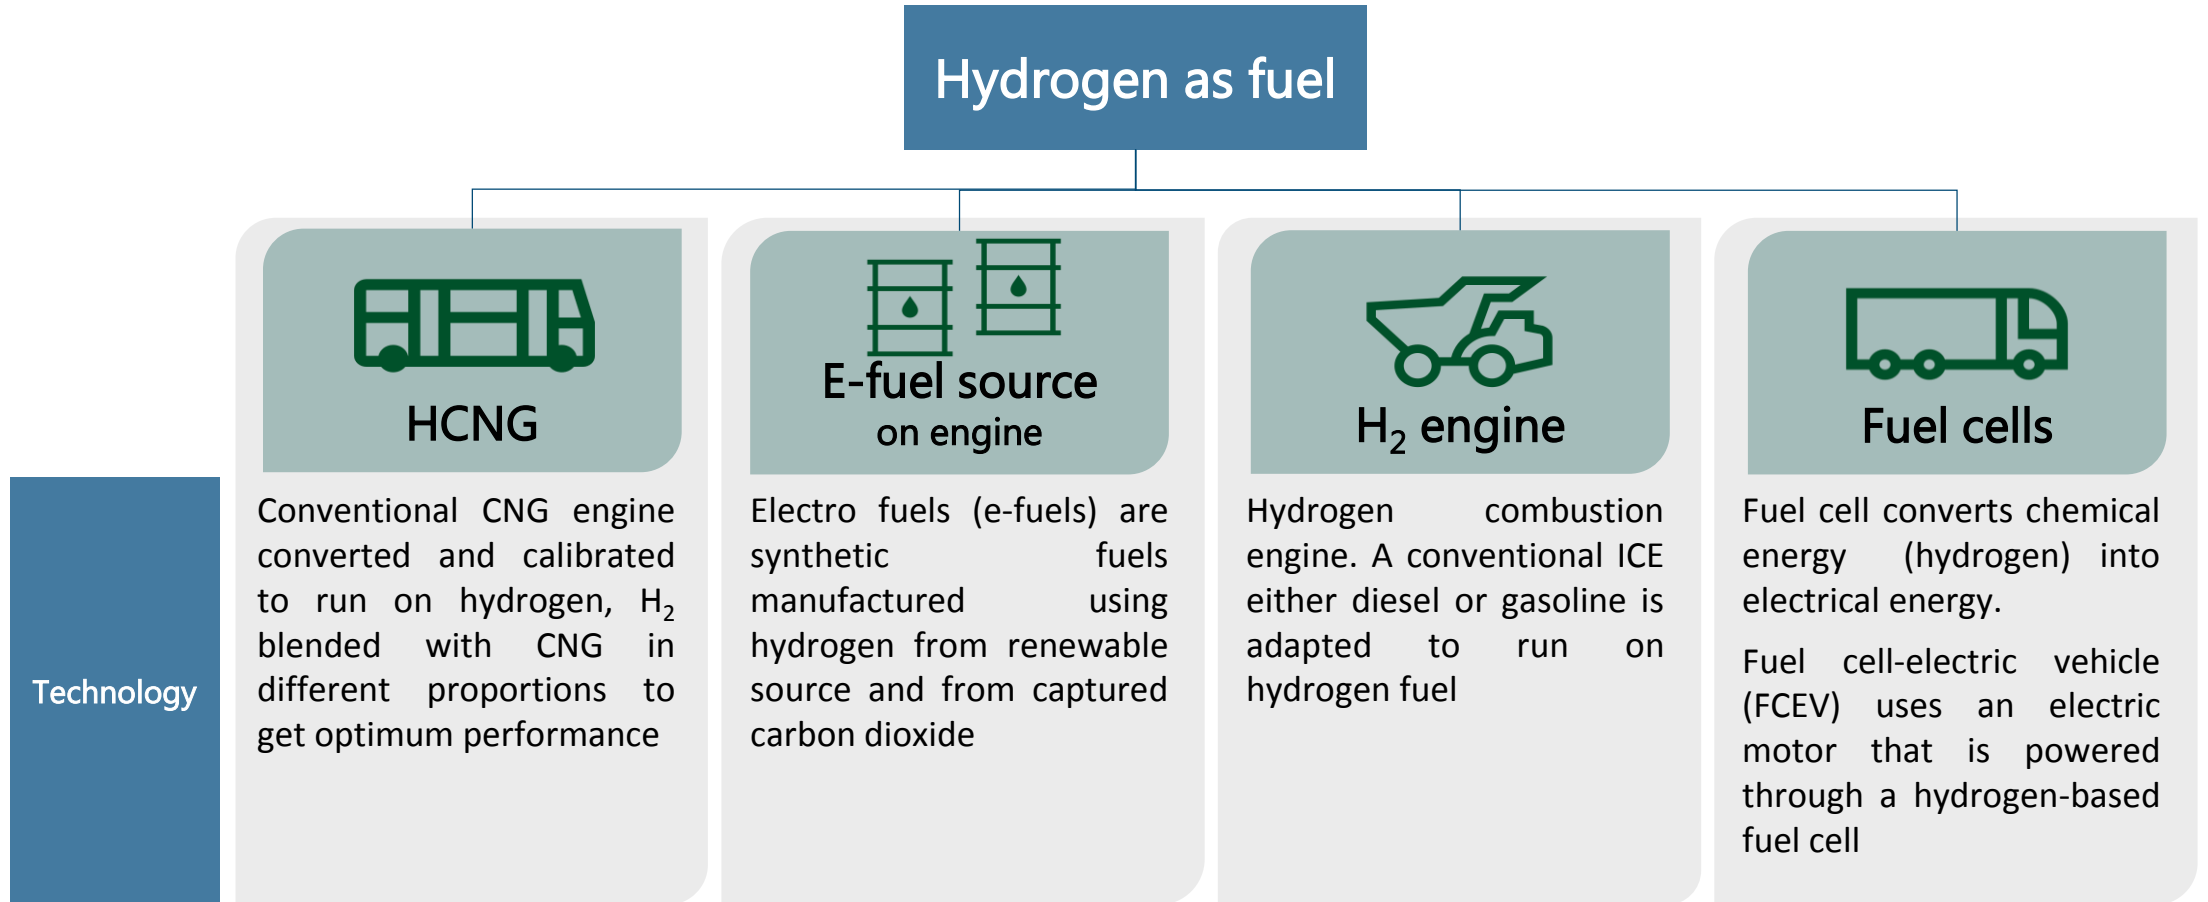 Hydrogen as fuel
HCNG
E-fuel source
on engine
H₂ engine
Fuel cells
Technology
Conventional CNG engine
converted and calibrated
to run on hydrogen, H₂
blended with CNG in
different proportions to
get optimum performance
Electro fuels (e-fuels) are
synthetic fuels
manufactured using
hydrogen from renewable
source and from captured
carbon dioxide
Hydrogen combustion
engine. A conventional ICE
either diesel or gasoline is
adapted to run on
hydrogen fuel
Fuel cell converts chemical
energy (hydrogen) into
electrical energy.
Fuel cell-electric vehicle
(FCEV) uses an electric
motor that is powered
through a hydrogen-based
fuel cell